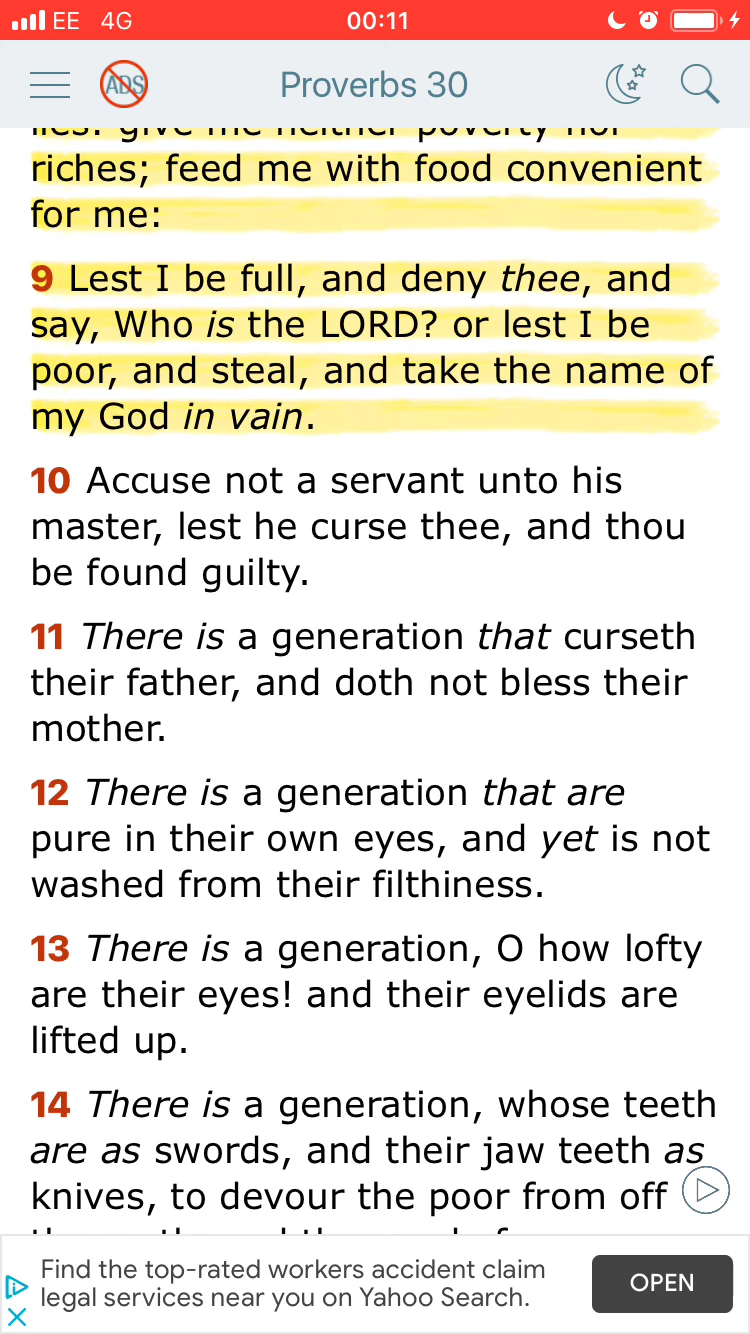 EE 4G 00:11
ADS Proverbs 30
lies: give me neither poverty nor
riches; feed me with food convenient
for me:
9 Lest I be full, and deny thee, and
say, Who is the LORD? or lest I be
poor, and steal, and take the name of
my God in vain.
10 Accuse not a servant unto his
master, lest he curse thee, and thou
be found guilty.
11 There is a generation that curseth
their father, and doth not bless their
mother.
12 There is a generation that are
pure in their own eyes, and yet is not
washed from their filthiness.
13 There is a generation, O how lofty
are their eyes! and their eyelids are
lifted up.
14 There is a generation, whose teeth
are as swords, and their jaw teeth as
knives, to devour the poor from off
Find the top-rated workers accident claim
legal services near you on Yahoo Search.
OPEN